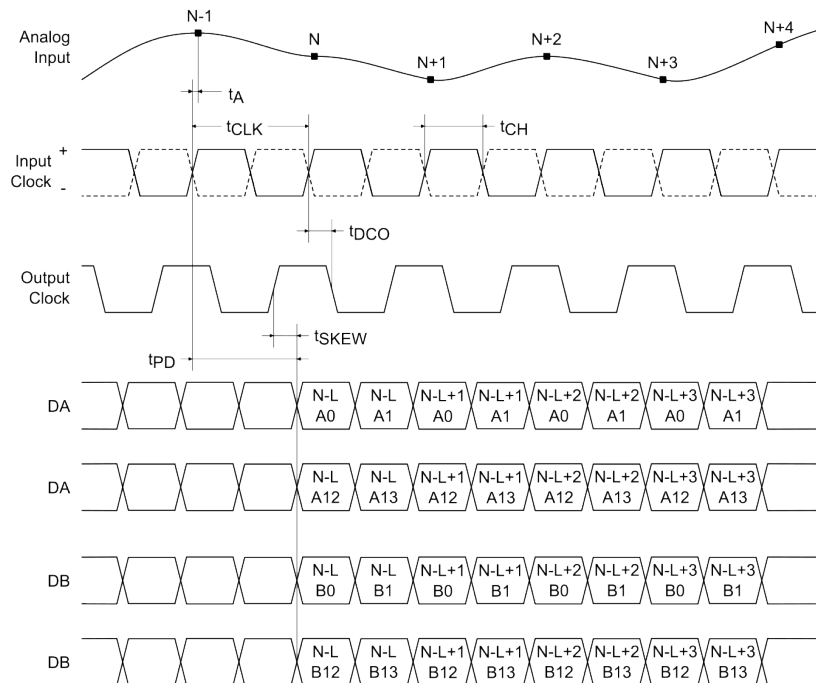 N-1
N
N+1
N+2
N+3
N+4
Analog
Input
tA
tCLK
tCH
Input
Clock
+
-
tDCO
Output
Clock
tSKEW
tPD
DA
N-L N-L N-L+1 N-L+1 N-L+2 N-L+2 N-L+3 N-L+3
A0 A1 A0 A1 A0 A1 A0 A1
DA
N-L N-L N-L+1 N-L+1 N-L+2 N-L+2 N-L+3 N-L+3
A12 A13 A12 A13 A12 A13 A12 A13
DB
N-L N-L N-L+1 N-L+1 N-L+2 N-L+2 N-L+3 N-L+3
B0 B1 B0 B1 B0 B1 B0 B1
DB
N-L N-L N-L+1 N-L+1 N-L+2 N-L+2 N-L+3 N-L+3
B12 B13 B12 B13 B12 B13 B12 B13